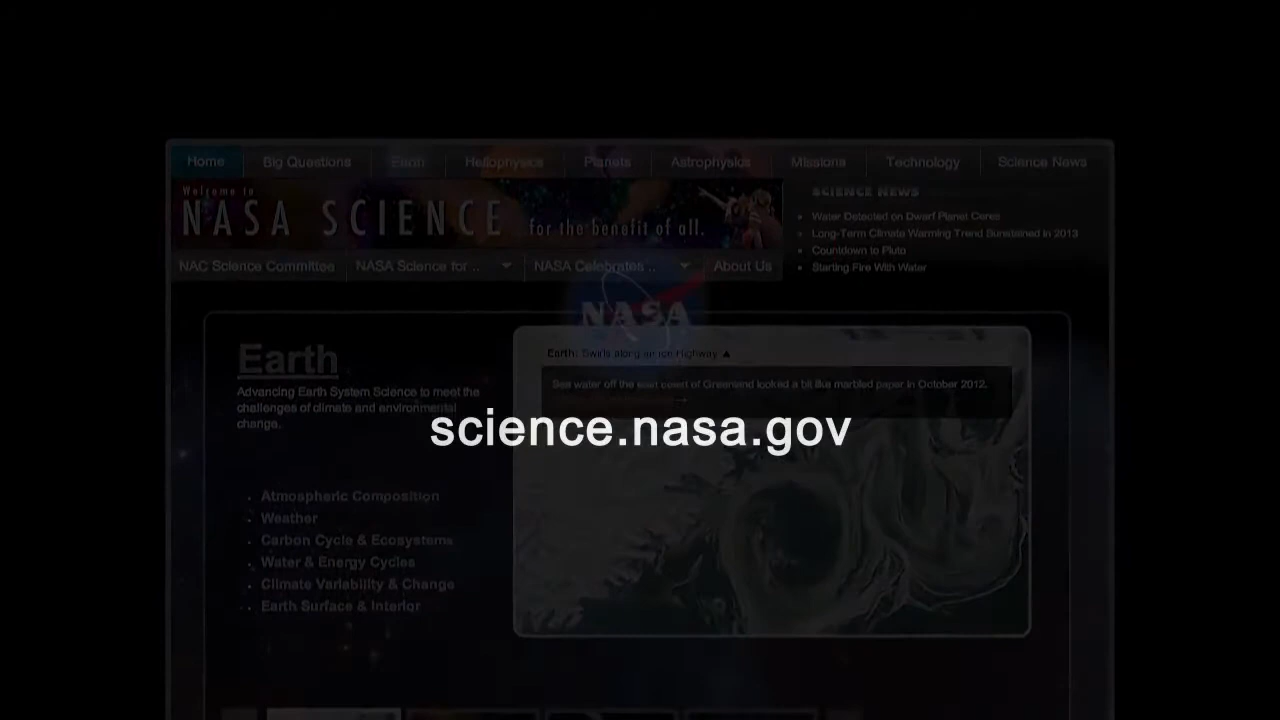 Home Big Questions Earth Heliophysics Planets Astrophysics Missions Technology Science News
Welcome to
NASA SCIENCE for the benefit of all.
SCIENCE NEWS
Water Detected on Dwarf Planet Ceres
Long-Term Climate Warming Trend Sunstained in 2013
Countdown to Pluto
Starting Fire With Water
NAC Science Committee NASA Science for .. NASA Celebrates .. About Us
NASA
Earth
Advancing Earth System Science to meet the
challenges of climate and environmental
change.
Earth: Swirls along an Ice Highway
Sea water off the east coast of Greenland looked a bit like marbled paper in October 2012.
science.nasa.gov
Atmospheric Composition
Weather
Carbon Cycle & Ecosystems
Water & Energy Cycles
Climate Variability & Change
Earth Surface & Interior